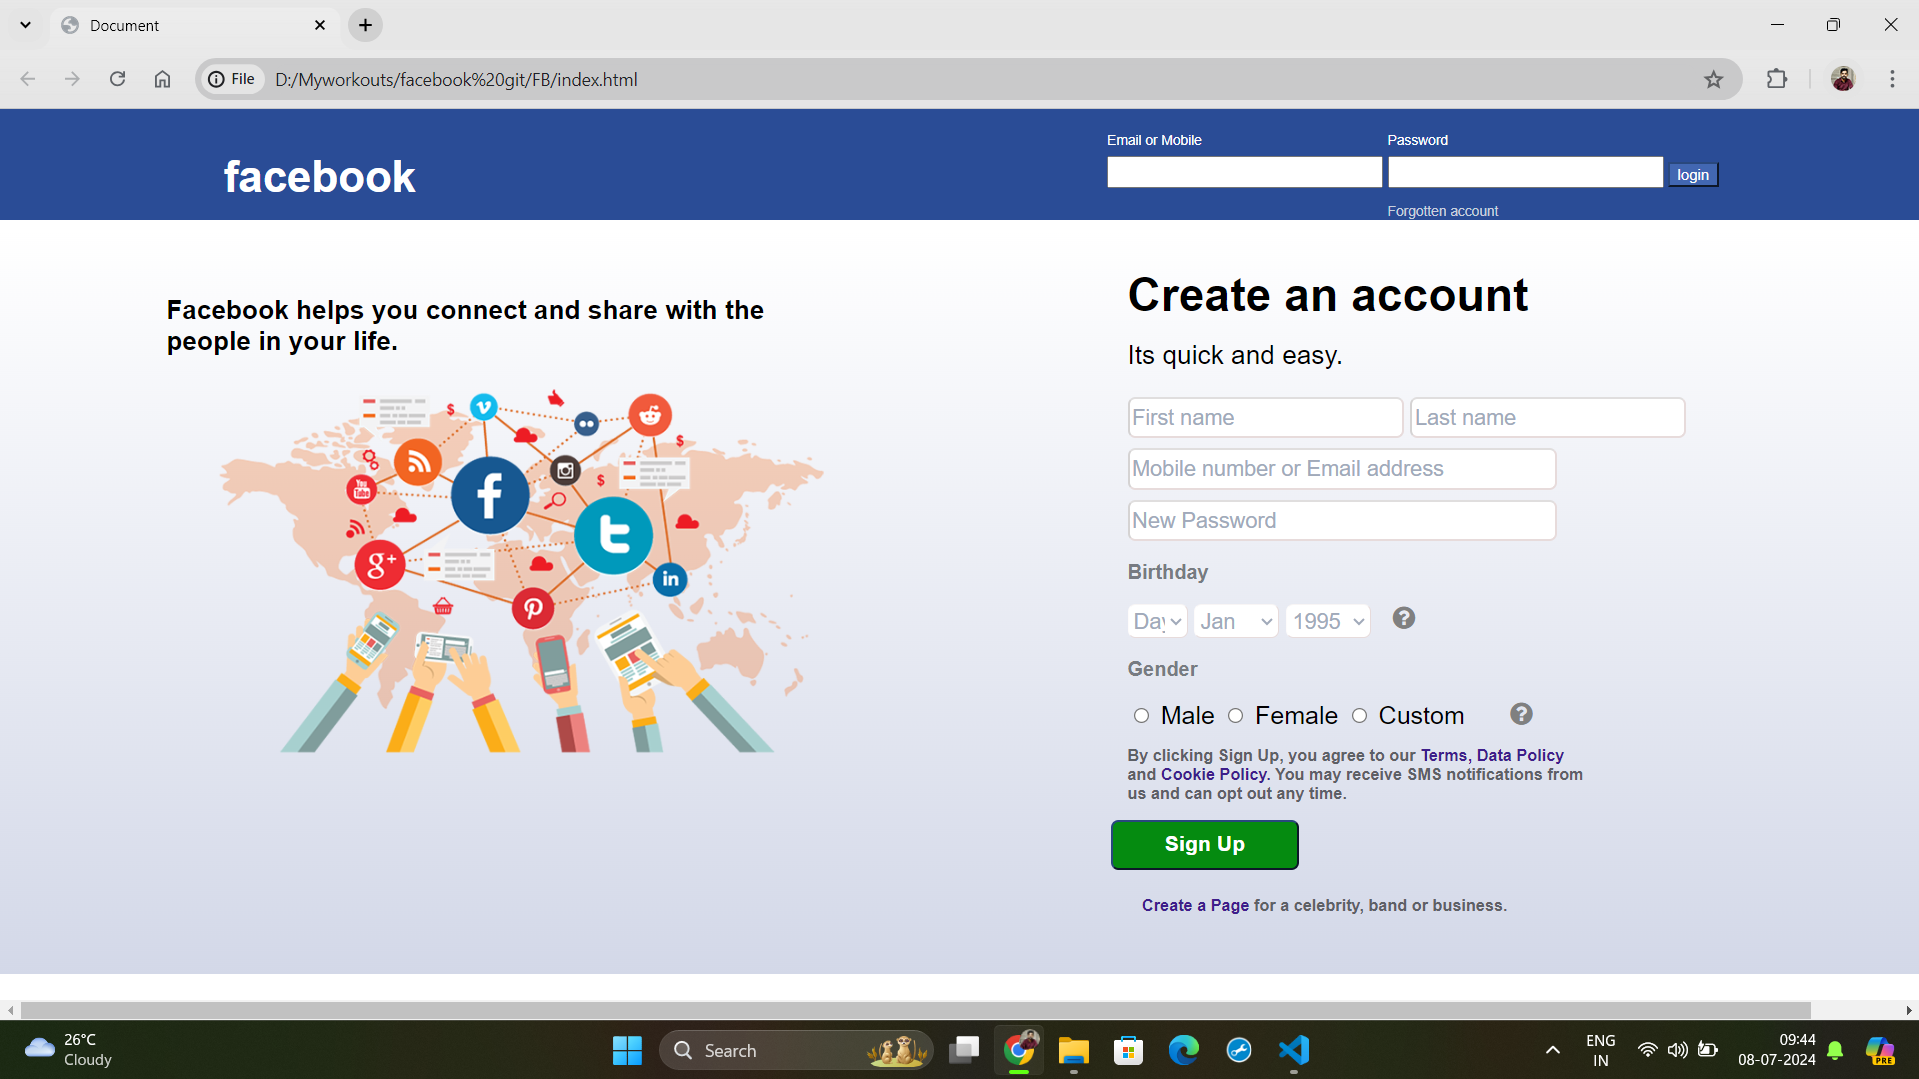 Document
File
D:/Myworkouts/facebook%20git/FB/index.html
Email or Mobile
Password
facebook
login
Forgotten account
Create an account
Facebook helps you connect and share with the
people in your life.
Its quick and easy.
First name
Last name
Mobile number or Email address
New Password
You
Tube
f
t
g+
in
Birthday
Day
Jan
1995
Gender
Male
Female
Custom
By clicking Sign Up, you agree to our Terms, Data Policy
and Cookie Policy. You may receive SMS notifications from
us and can opt out any time.
Sign Up
Create a Page for a celebrity, band or business.
26°C
Cloudy
Search
ENG
IN
09:44
08-07-2024
PRE